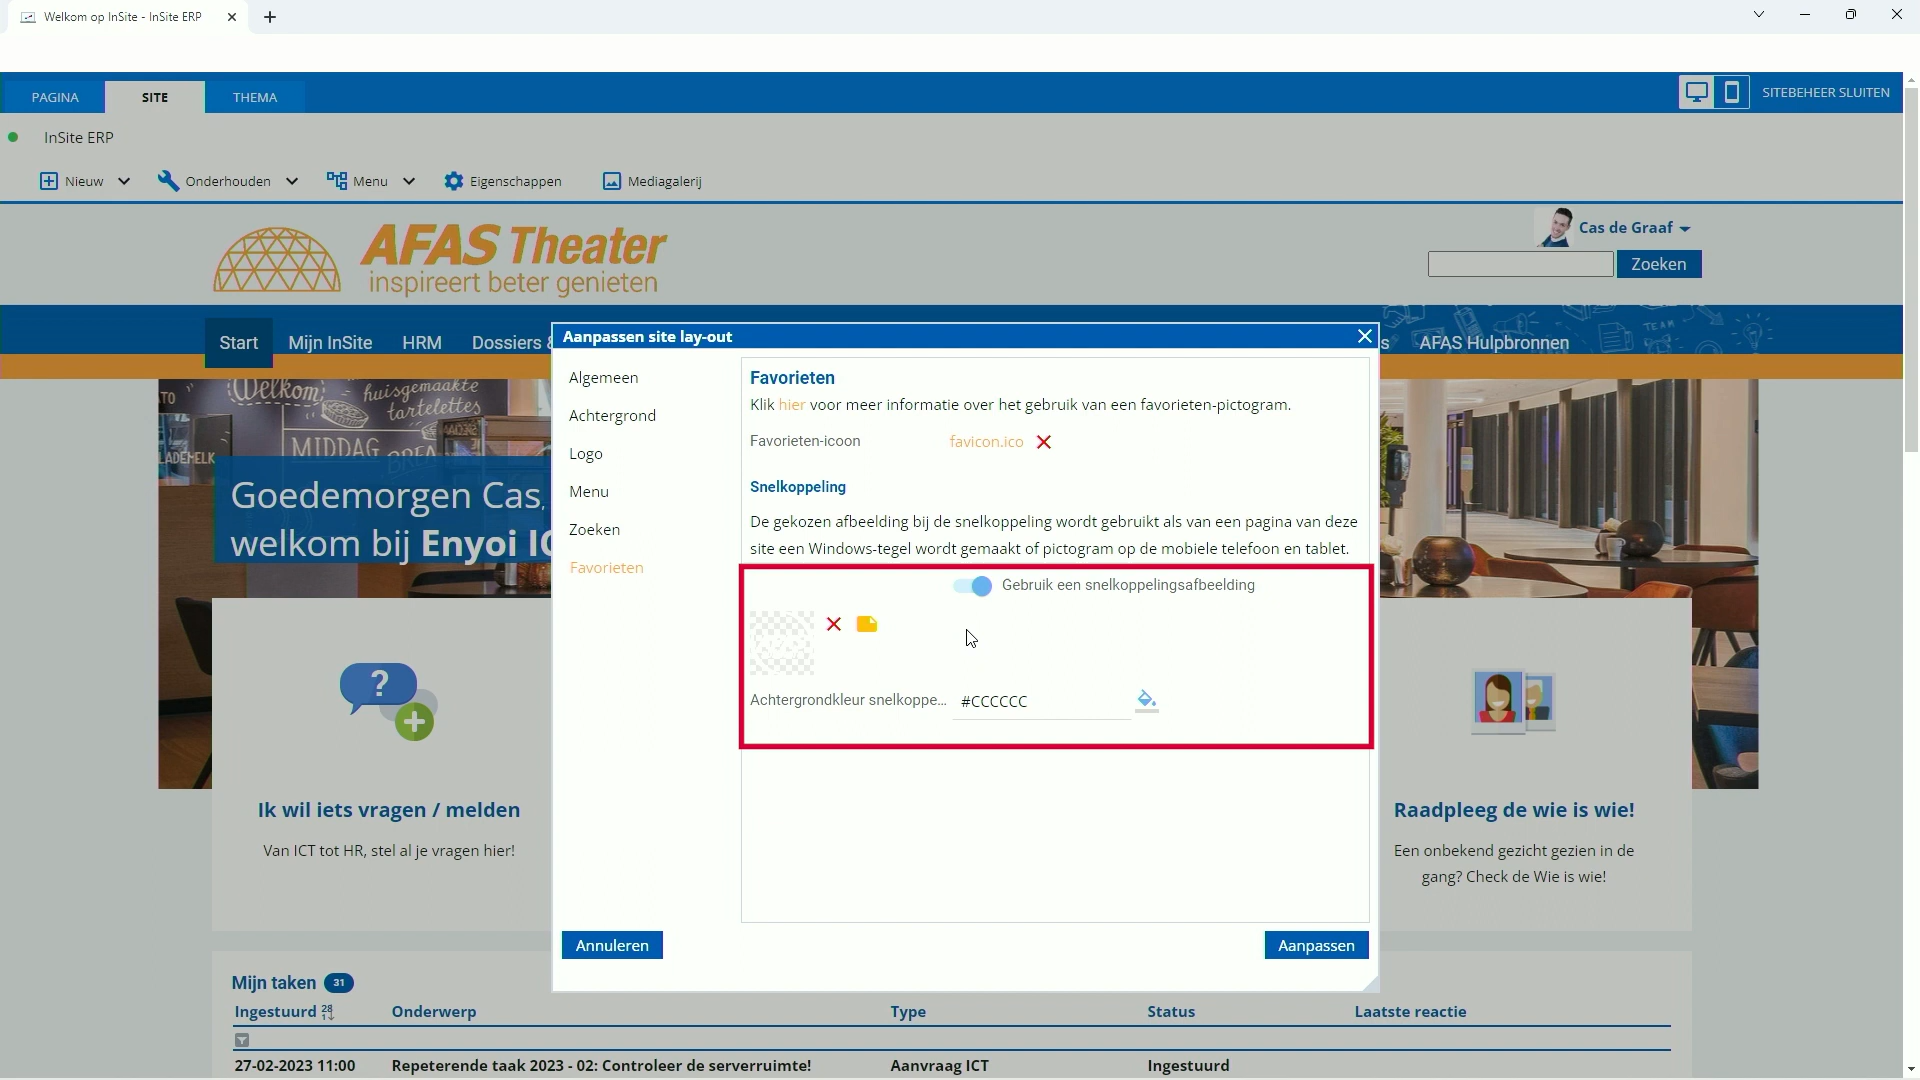 Welkom op InSite - InSite ERP
PAGINA
SITE
THEMA
SITEBEHEER SLUITEN
InSite ERP
Nieuw
Onderhouden
Menu
Eigenschappen
Mediagalerij
AFAS Theater
inspireert beter genieten
Cas de Graaf
Zoeken
Start
Mijn InSite
HRM
Dossiers &
s
AFAS Hulpbronnen
TEAM
Aanpassen site lay-out
Algemeen
Achtergrond
Logo
Menu
Zoeken
Favorieten
Favorieten
Klik hier voor meer informatie over het gebruik van een favorieten-pictogram.
Favorieten-icoon
favicon.ico
Snelkoppeling
De gekozen afbeelding bij de snelkoppeling wordt gebruikt als van een pagina van deze
site een Windows-tegel wordt gemaakt of pictogram op de mobiele telefoon en tablet.
Gebruik een snelkoppelingsafbeelding
Achtergrondkleur snelkoppe...
#CCCCCC
Annuleren
Aanpassen
Welkom
huisgemaakte
tartelettes
MIDDAG
LADEMELK
Goedemorgen Cas,
welkom bij Enyoi
?
Ik wil iets vragen / melden
Van ICT tot HR, stel al je vragen hier!
Raadpleeg de wie is wie!
Een onbekend gezicht gezien in de
gang? Check de Wie is wie!
Mijn taken 31
Ingestuurd
Onderwerp
Type
Status
Laatste reactie
27-02-2023 11:00
Repeterende taak 2023 - 02: Controleer de serverruimte!
Aanvraag ICT
Ingestuurd